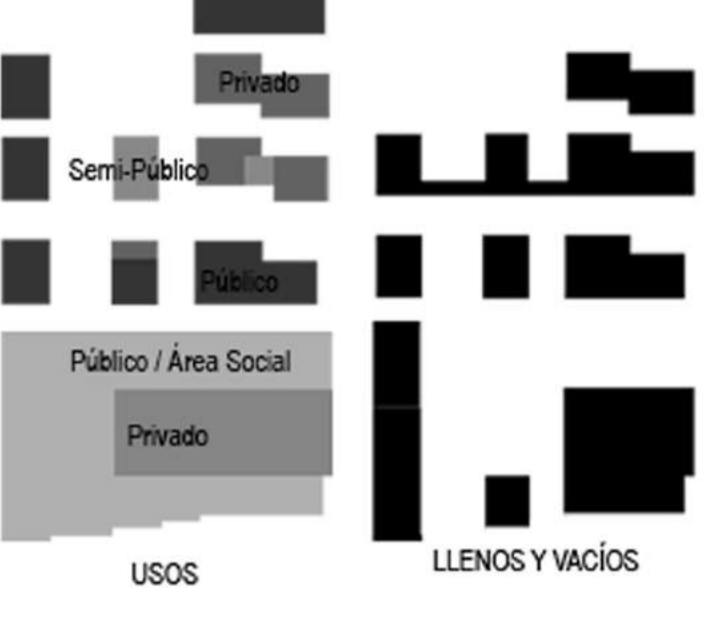 Privado
Semi-Público
Público
Público / Área Social
Privado
USOS
LLENOS Y VACÍOS